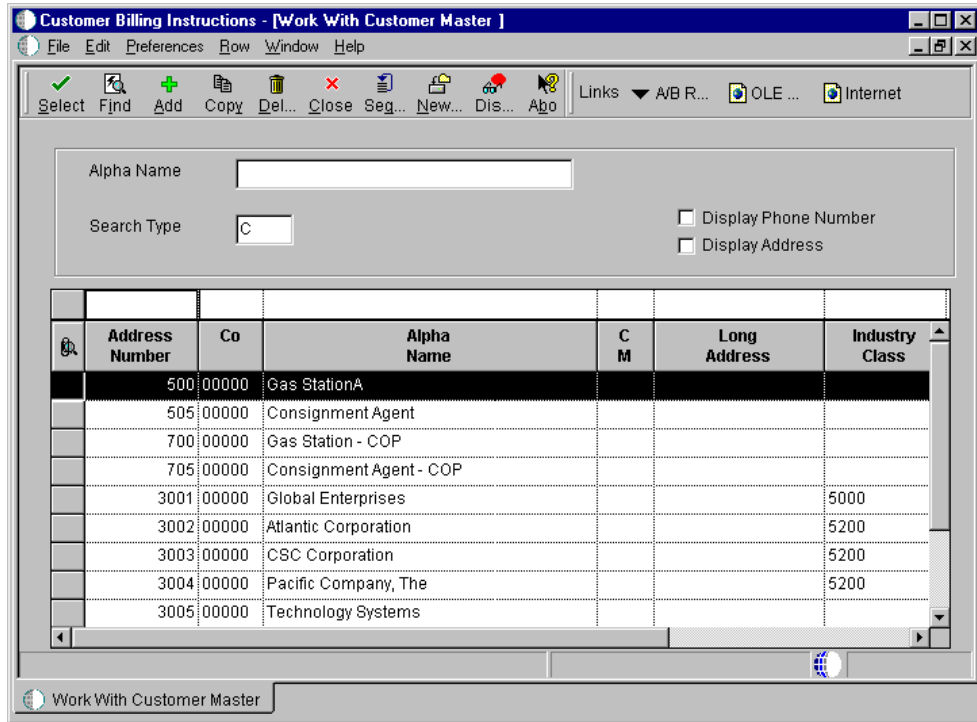 Customer Billing Instructions - [Work With Customer Master ]
File Edit Preferences Row Window Help
Select Find Add Copy Del... Close Seq... New... Dis... Abo Links A/B R... OLE ... Internet
Alpha Name
Search Type C
Display Phone Number
Display Address
Address Number Co Alpha Name C M Long Address Industry Class
500 00000 Gas StationA
505 00000 Consignment Agent
700 00000 Gas Station - COP
705 00000 Consignment Agent - COP
3001 00000 Global Enterprises 5000
3002 00000 Atlantic Corporation 5200
3003 00000 CSC Corporation 5200
3004 00000 Pacific Company, The 5200
3005 00000 Technology Systems
Work With Customer Master